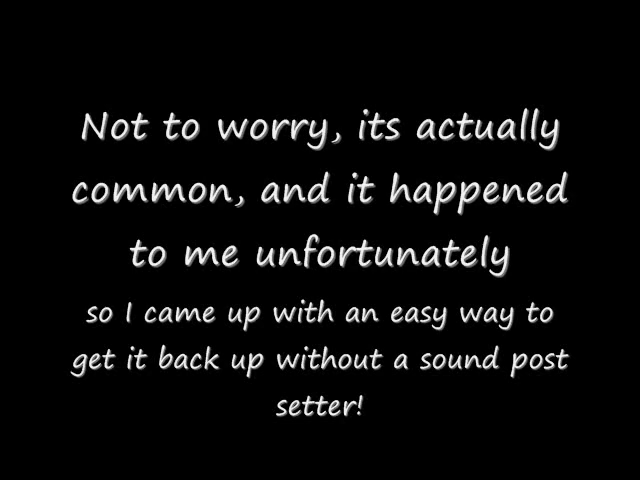 Not to worry, its actually
common, and it happened
to me unfortunately
so I came up with an easy way to
get it back up without a sound post
setter!